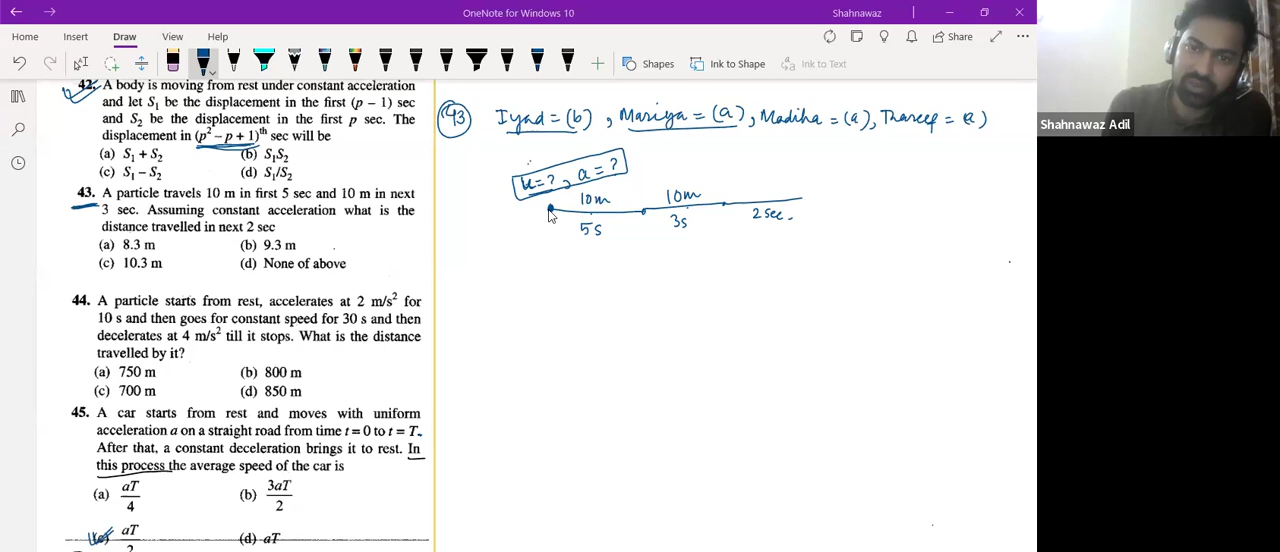 OneNote for Windows 10
Shahnawaz
Home Insert Draw View Help
Share
Shapes
Ink to Shape
Ink to Text
42. A body is moving from rest under constant acceleration
and let S₁ be the displacement in the first (p – 1) sec
and S₂ be the displacement in the first p sec. The
displacement in (p² – p + 1)ᵗʰ sec will be
(a) S₁ + S₂ (b) S₁S₂
(c) S₁ – S₂ (d) S₁/S₂
43. A particle travels 10 m in first 5 sec and 10 m in next
3 sec. Assuming constant acceleration what is the
distance travelled in next 2 sec
(a) 8.3 m (b) 9.3 m
(c) 10.3 m (d) None of above
44. A particle starts from rest, accelerates at 2 m/s² for
10 s and then goes for constant speed for 30 s and then
decelerates at 4 m/s² till it stops. What is the distance
travelled by it?
(a) 750 m (b) 800 m
(c) 700 m (d) 850 m
45. A car starts from rest and moves with uniform
acceleration a on a straight road from time t = 0 to t = T.
After that, a constant deceleration brings it to rest. In
this process the average speed of the car is
(a) aT/4 (b) 3aT/2
aT/2 (d) aT
43 Iyad = (b), Mariya = (a), Madiha = (a), Thareef =
u = ?, a = ?
10m 10m
5s 3s 2 sec.
Shahnawaz Adil